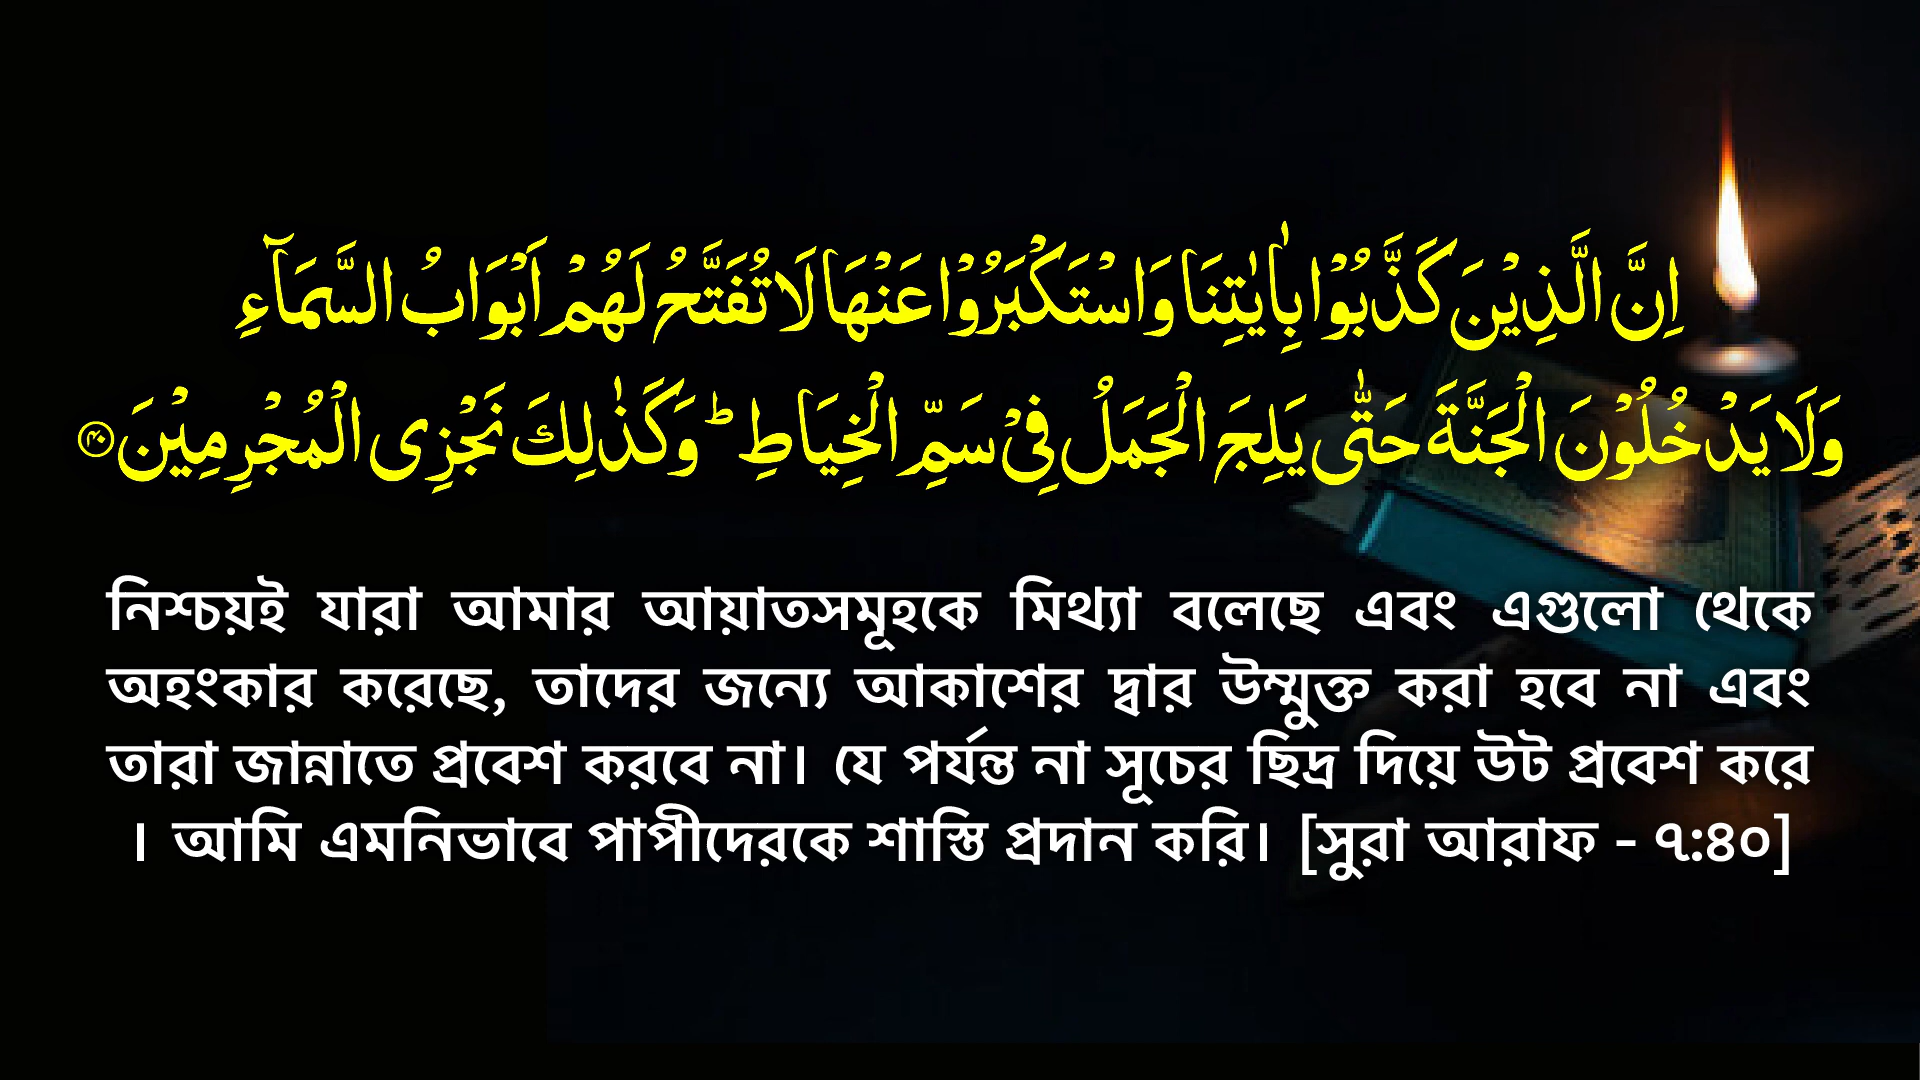 اِنَّ الَّذِيْنَ كَذَّبُوْا بِاٰيٰتِنَا وَاسْتَكْبَرُوْا عَنْهَا لَا تُفَتَّحُ لَهُمْ اَبْوَابُ السَّمَآءِ
وَلَا يَدْخُلُوْنَ الْجَنَّةَ حَتّٰى يَلِجَ الْجَمَلُ فِىْ سَمِّ الْخِيَاطِ ؕ وَكَذٰلِكَ نَجْزِى الْمُجْرِمِيْنَ ۴۰
নিশ্চয়ই যারা আমার আয়াতসমূহকে মিথ্যা বলেছে এবং এগুলো থেকে
অহংকার করেছে, তাদের জন্যে আকাশের দ্বার উম্মুক্ত করা হবে না এবং
তারা জান্নাতে প্রবেশ করবে না। যে পর্যন্ত না সূচের ছিদ্র দিয়ে উট প্রবেশ করে
। আমি এমনিভাবে পাপীদেরকে শাস্তি প্রদান করি। [সুরা আরাফ - ৭:৪০]